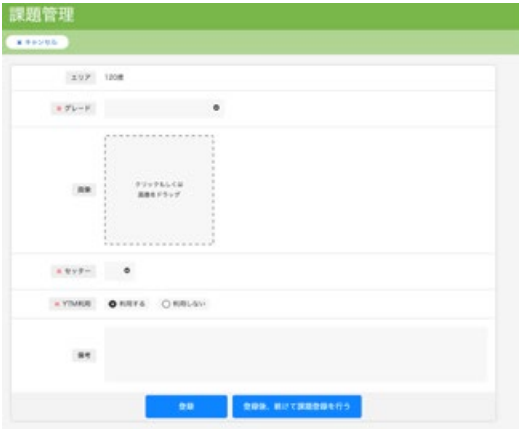 課題管理
キャンセル
エリア 120度
※ グレード
画像
クリックもしくは
画像をドラッグ
※ セッター
※ YTM利用 利用する 利用しない
備考
登録 登録後、続けて課題登録を行う